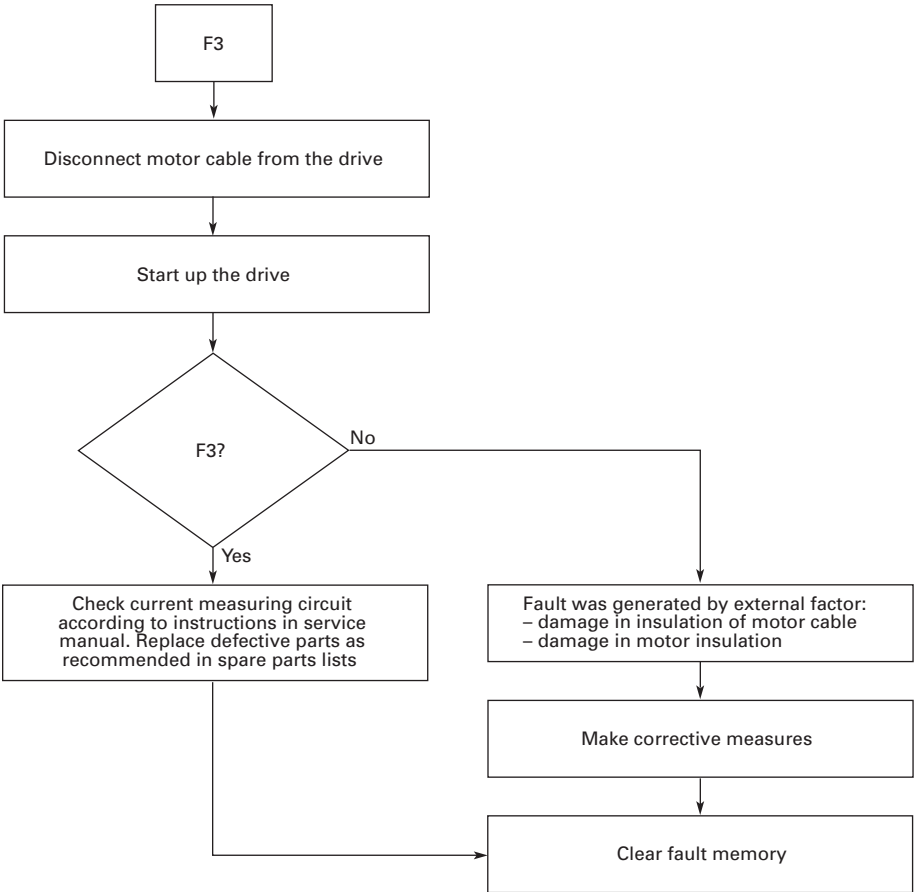 F3
Disconnect motor cable from the drive
Start up the drive
F3?
No
Yes
Check current measuring circuit
according to instructions in service
manual. Replace defective parts as
recommended in spare parts lists
Fault was generated by external factor:
– damage in insulation of motor cable
– damage in motor insulation
Make corrective measures
Clear fault memory